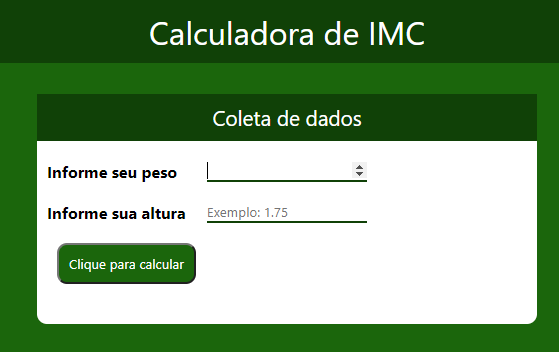 Calculadora de IMC
Coleta de dados
Informe seu peso
Informe sua altura Exemplo: 1.75
Clique para calcular